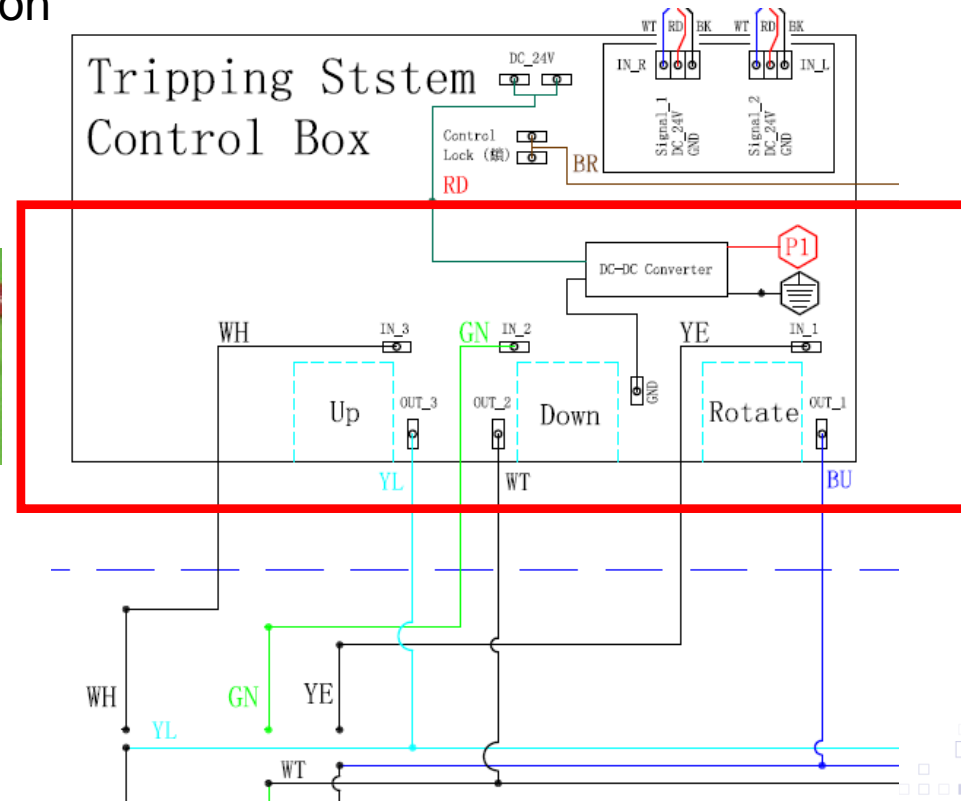 on
Tripping Ststem
Control Box
DC_24V
WT RD BK
WT RD BK
IN_R
IN_L
Signal_1
DC_24V
GND
Signal_2
DC_24V
GND
Control
Lock (鎖)
BR
RD
DC-DC Converter
P1
WH
IN_3
GN
IN_2
YE
IN_1
GND
Up
OUT_3
OUT_2
Down
Rotate
OUT_1
YL
WT
BU
WH
GN
YE
YL
WT